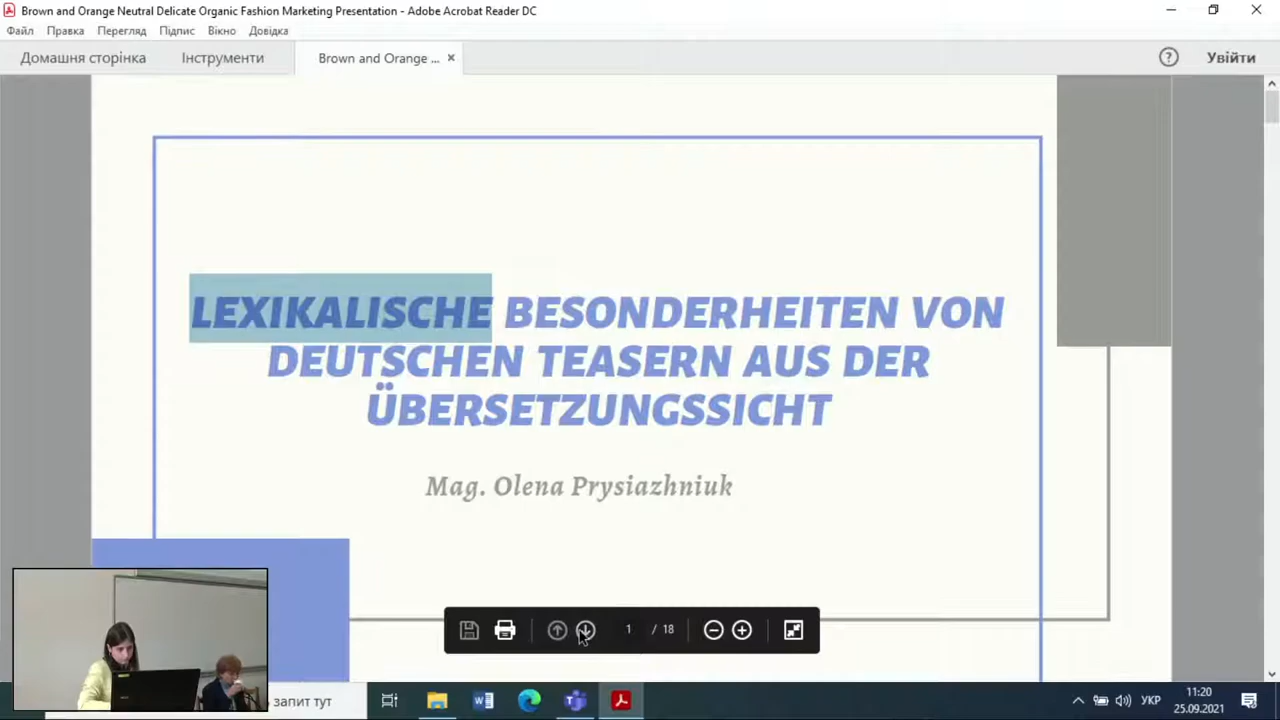 Brown and Orange Neutral Delicate Organic Fashion Marketing Presentation - Adobe Acrobat Reader DC
Файл Правка Перегляд Підпис Вікно Довідка
Домашня сторінка Інструменти Brown and Orange ... Увійти
LEXIKALISCHE BESONDERHEITEN VON
DEUTSCHEN TEASERN AUS DER
ÜBERSETZUNGSSICHT
Mag. Olena Prysiazhniuk
1 / 18
запит тут
УКР
11:20
25.09.2021